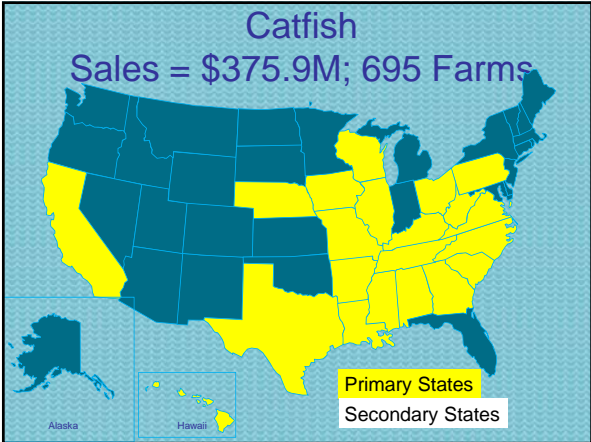 Catfish
Sales = $375.9M; 695 Farms
Primary States
Secondary States
Alaska
Hawaii